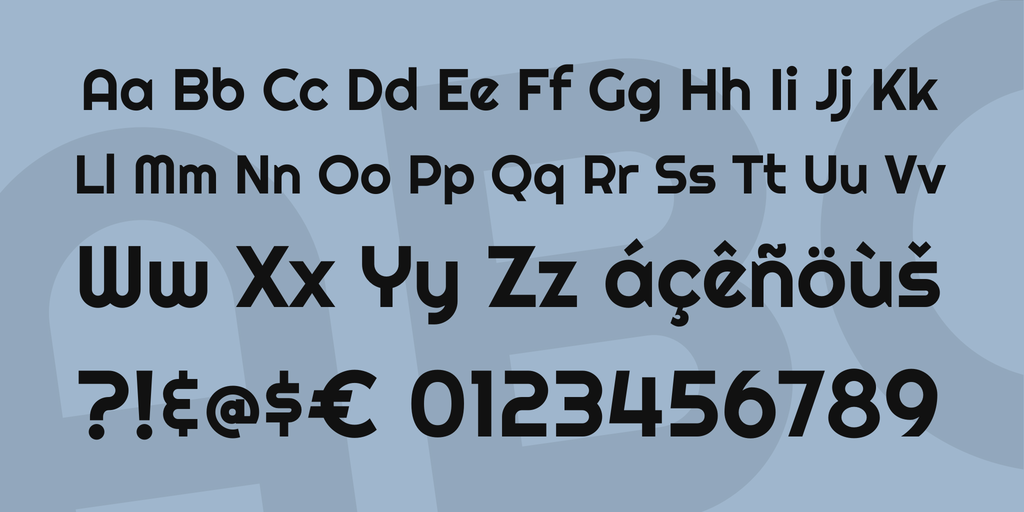 Aa Bb Cc Dd Ee Ff Gg Hh Ii Jj Kk
Ll Mm Nn Oo Pp Qq Rr Ss Tt Uu Vv
Ww Xx Yy Zz áçêñöùš
?!¢@$€ 0123456789
ABC